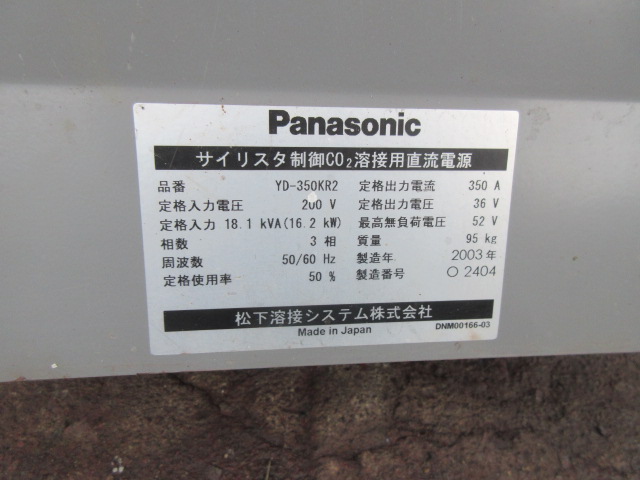 Panasonic
サイリスタ制御CO₂溶接用直流電源
品番 YD-350KR2 定格出力電流 350 A
定格入力電圧 200 V 定格出力電圧 36 V
定格入力 18.1 kVA(16.2 kW) 最高無負荷電圧 52 V
相数 3 相 質量 95 kg
周波数 50/60 Hz 製造年 2003 年
定格使用率 50 % 製造番号 O 2404
松下溶接システム株式会社
Made in Japan DNM00166-03